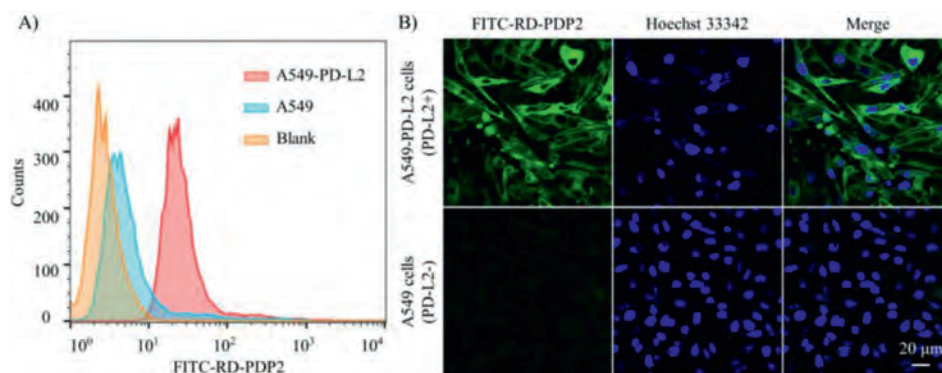 A)
A549-PD-L2
A549
Blank
Counts
400
300
200
100
0
10⁰
10¹
10²
10³
10⁴
FITC-RD-PDP2
B)
FITC-RD-PDP2
Hoechst 33342
Merge
A549-PD-L2 cells
(PD-L2+)
A549 cells
(PD-L2-)
20 μm